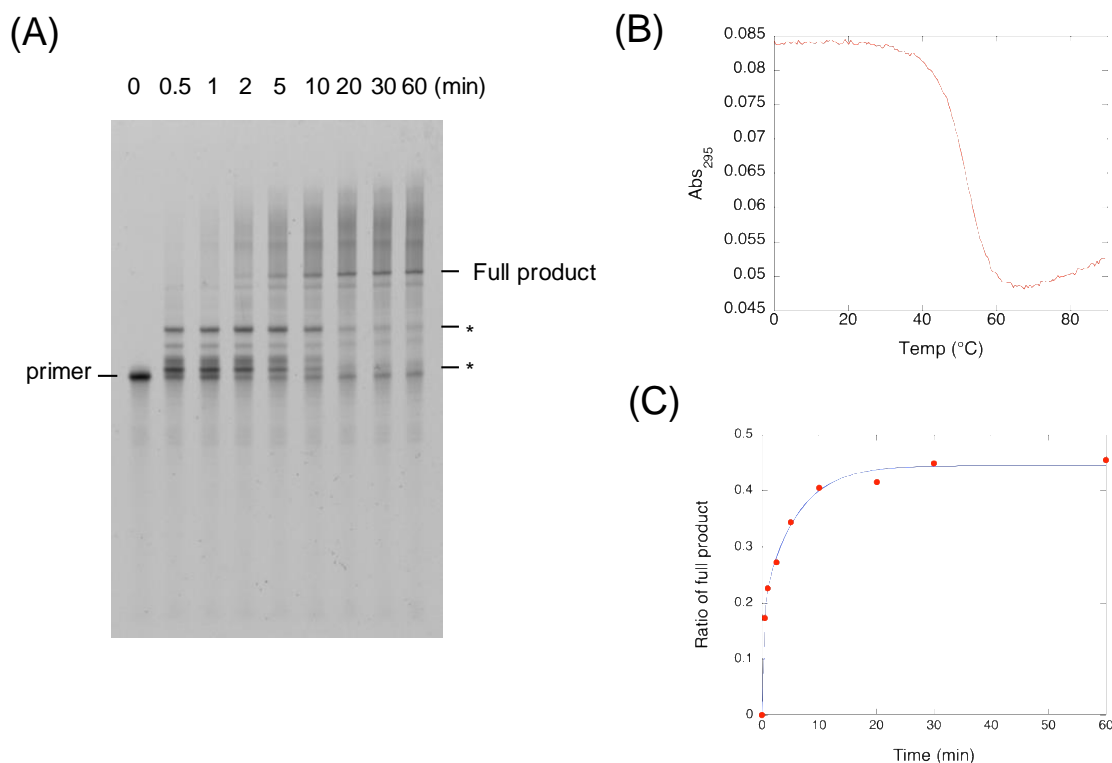 (A)
0 0.5 1 2 5 10 20 30 60 (min)
Full product
*
primer
*
(B)
0.085
0.08
0.075
0.07
0.065
0.06
0.055
0.05
0.045
Abs295
0 20 40 60 80
Temp (°C)
(C)
0.5
0.4
0.3
0.2
0.1
0
Ratio of full product
0 10 20 30 40 50 60
Time (min)